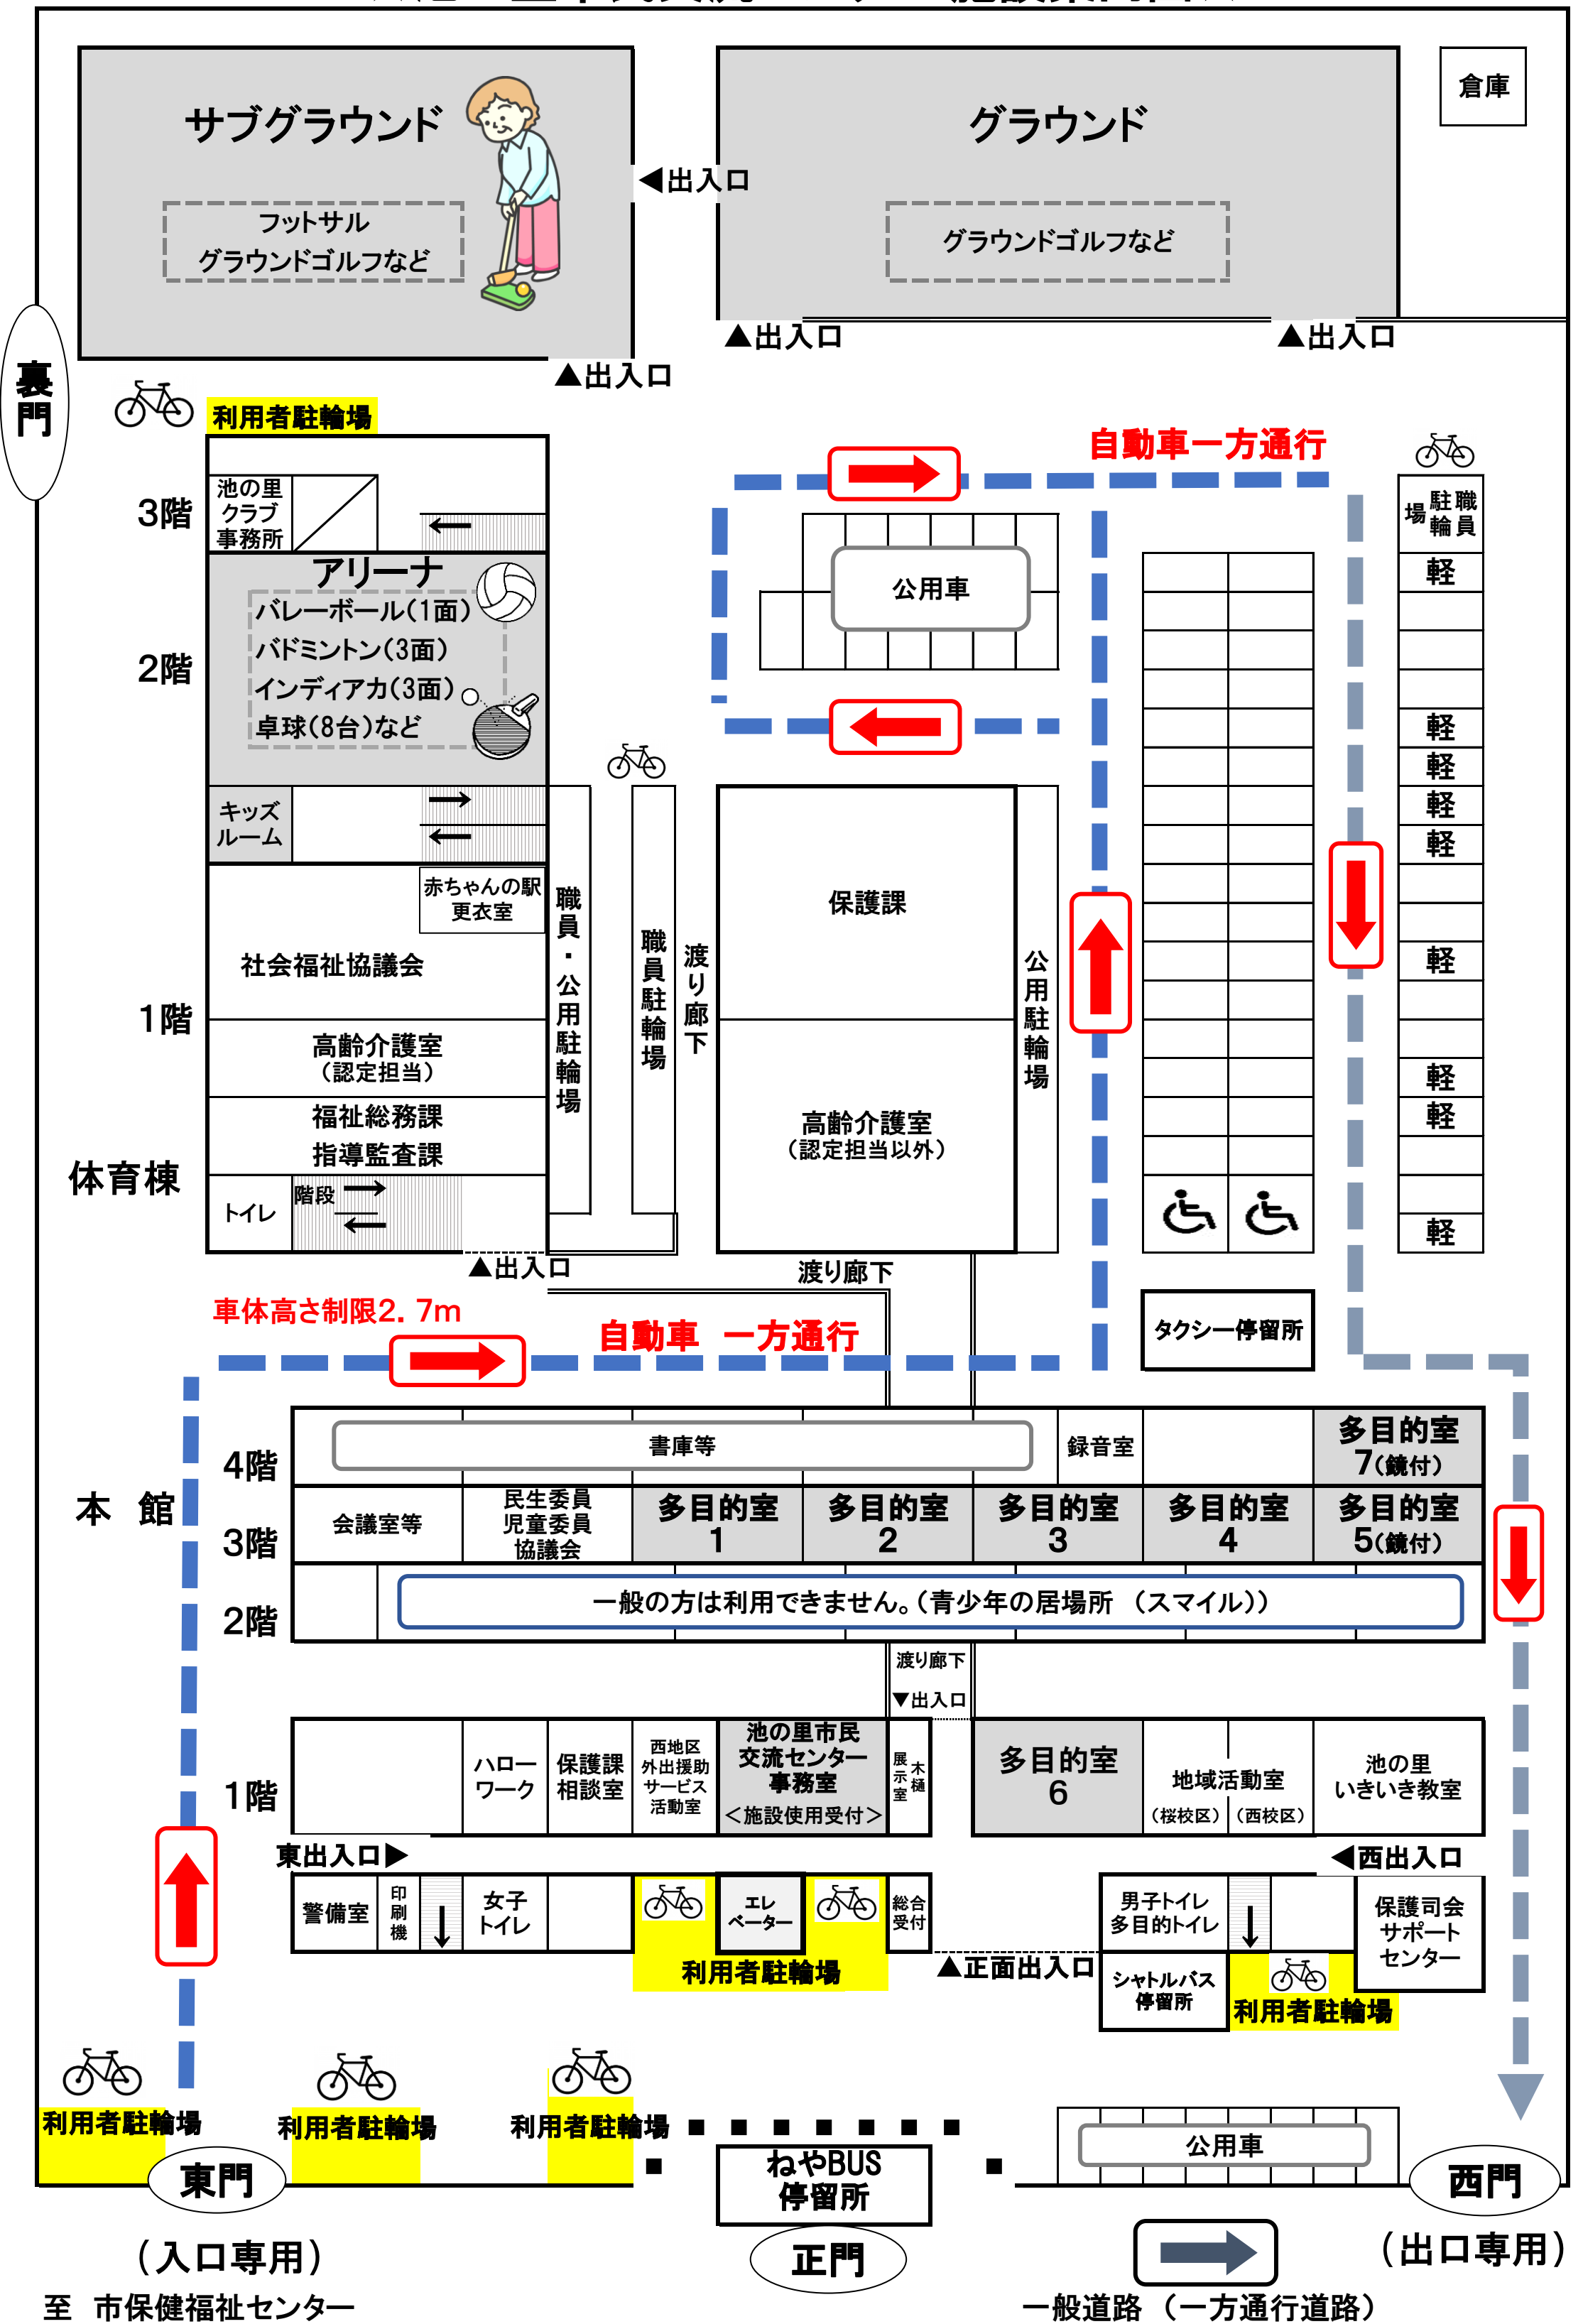 サブグラウンド
フットサル
グラウンドゴルフなど
◀出入口
グラウンド
グラウンドゴルフなど
倉庫
▲出入口
▲出入口
▲出入口
裏門
利用者駐輪場
自動車一方通行
3階
池の里
クラブ
事務所
公用車
職員
駐輪
場
アリーナ
バレーボール(1面)
バドミントン(3面)
インディアカ(3面)
卓球(8台)など
2階
軽
軽
軽
軽
軽
軽
軽
軽
軽
キッズ
ルーム
赤ちゃんの駅
更衣室
社会福祉協議会
1階
高齢介護室
(認定担当)
福祉総務課
指導監査課
体育棟
トイレ
階段
職員・公用駐輪場
職員駐輪場
渡り廊下
保護課
高齢介護室
(認定担当以外)
公用駐輪場
▲出入口
渡り廊下
車体高さ制限2.7m
自動車 一方通行
タクシー停留所
本 館
4階
書庫等
録音室
多目的室
7(鏡付)
3階
会議室等
民生委員
児童委員
協議会
多目的室
1
多目的室
2
多目的室
3
多目的室
4
多目的室
5(鏡付)
2階
一般の方は利用できません。(青少年の居場所 (スマイル))
渡り廊下
▼出入口
1階
ハロー
ワーク
保護課
相談室
西地区
外出援助
サービス
活動室
池の里市民
交流センター
事務室
<施設使用受付>
木樋
展示室
多目的室
6
地域活動室
(桜校区)
(西校区)
池の里
いきいき教室
東出入口▶
◀西出入口
警備室
印刷機
女子
トイレ
エレ
ベーター
総合
受付
利用者駐輪場
▲正面出入口
男子トイレ
多目的トイレ
シャトルバス
停留所
利用者駐輪場
保護司会
サポート
センター
利用者駐輪場
利用者駐輪場
利用者駐輪場
東門
(入口専用)
ねやBUS
停留所
正門
公用車
西門
(出口専用)
至 市保健福祉センター
一般道路 (一方通行道路)